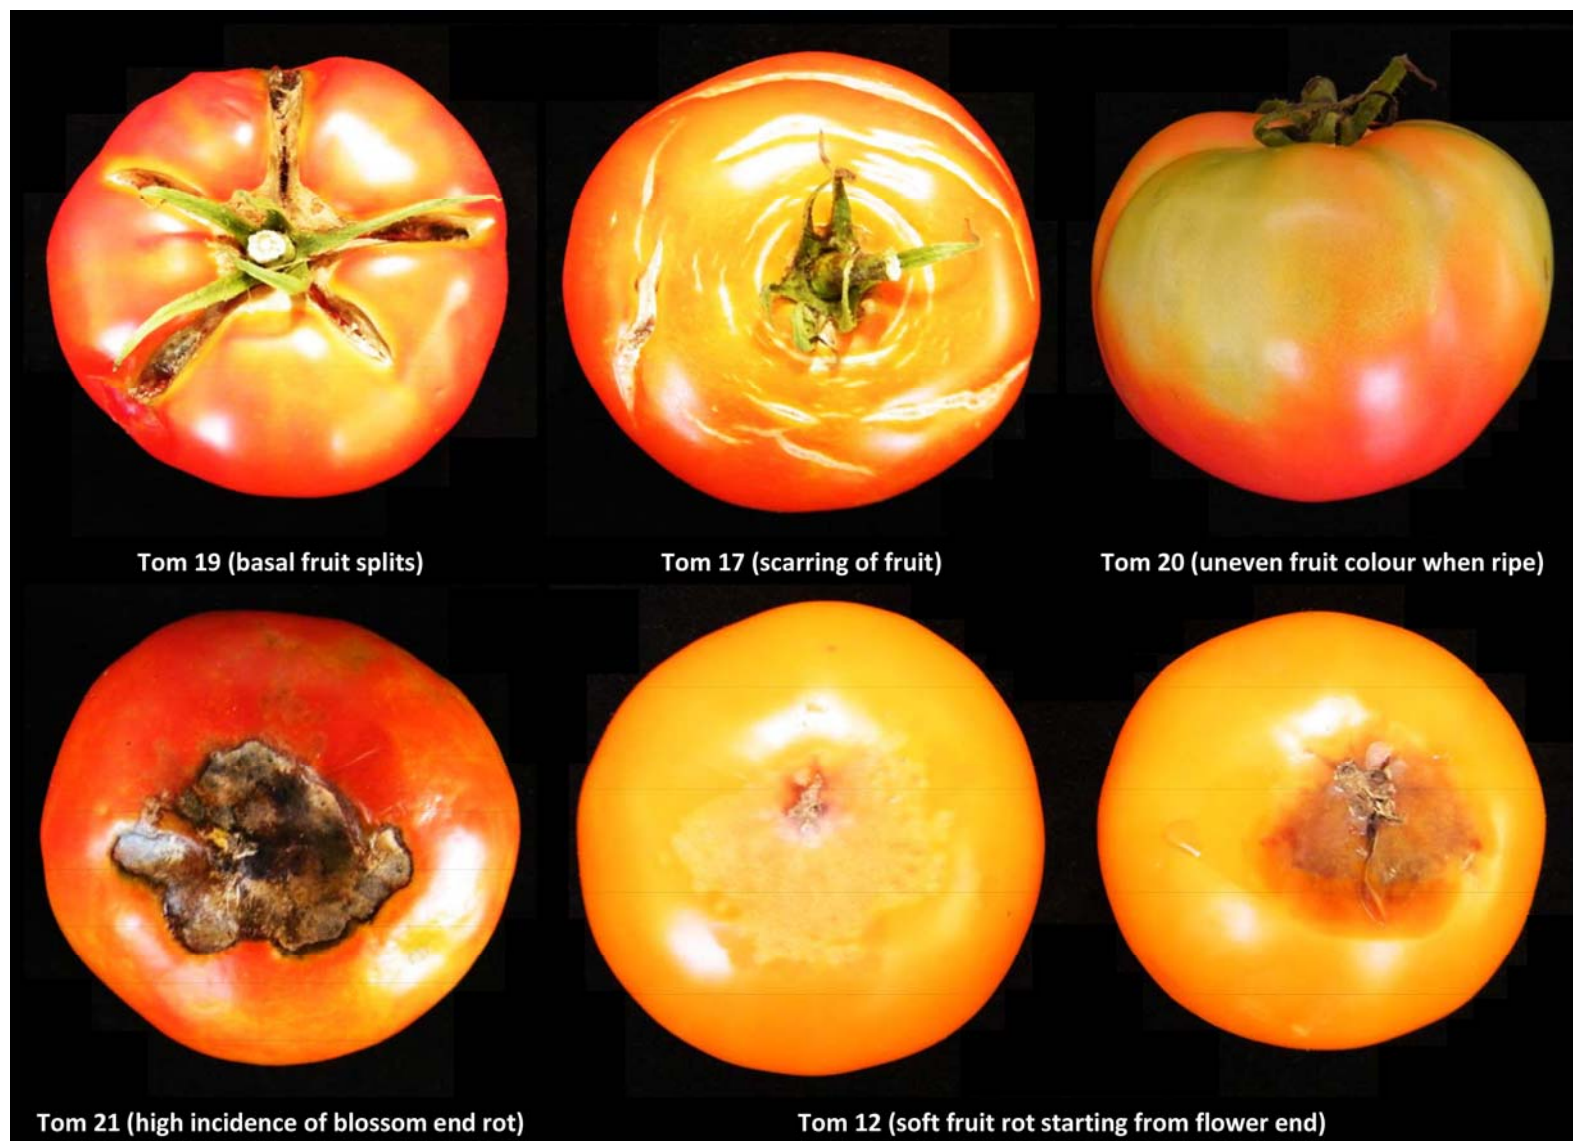 Tom 19 (basal fruit splits)
Tom 17 (scarring of fruit)
Tom 20 (uneven fruit colour when ripe)
Tom 21 (high incidence of blossom end rot)
Tom 12 (soft fruit rot starting from flower end)